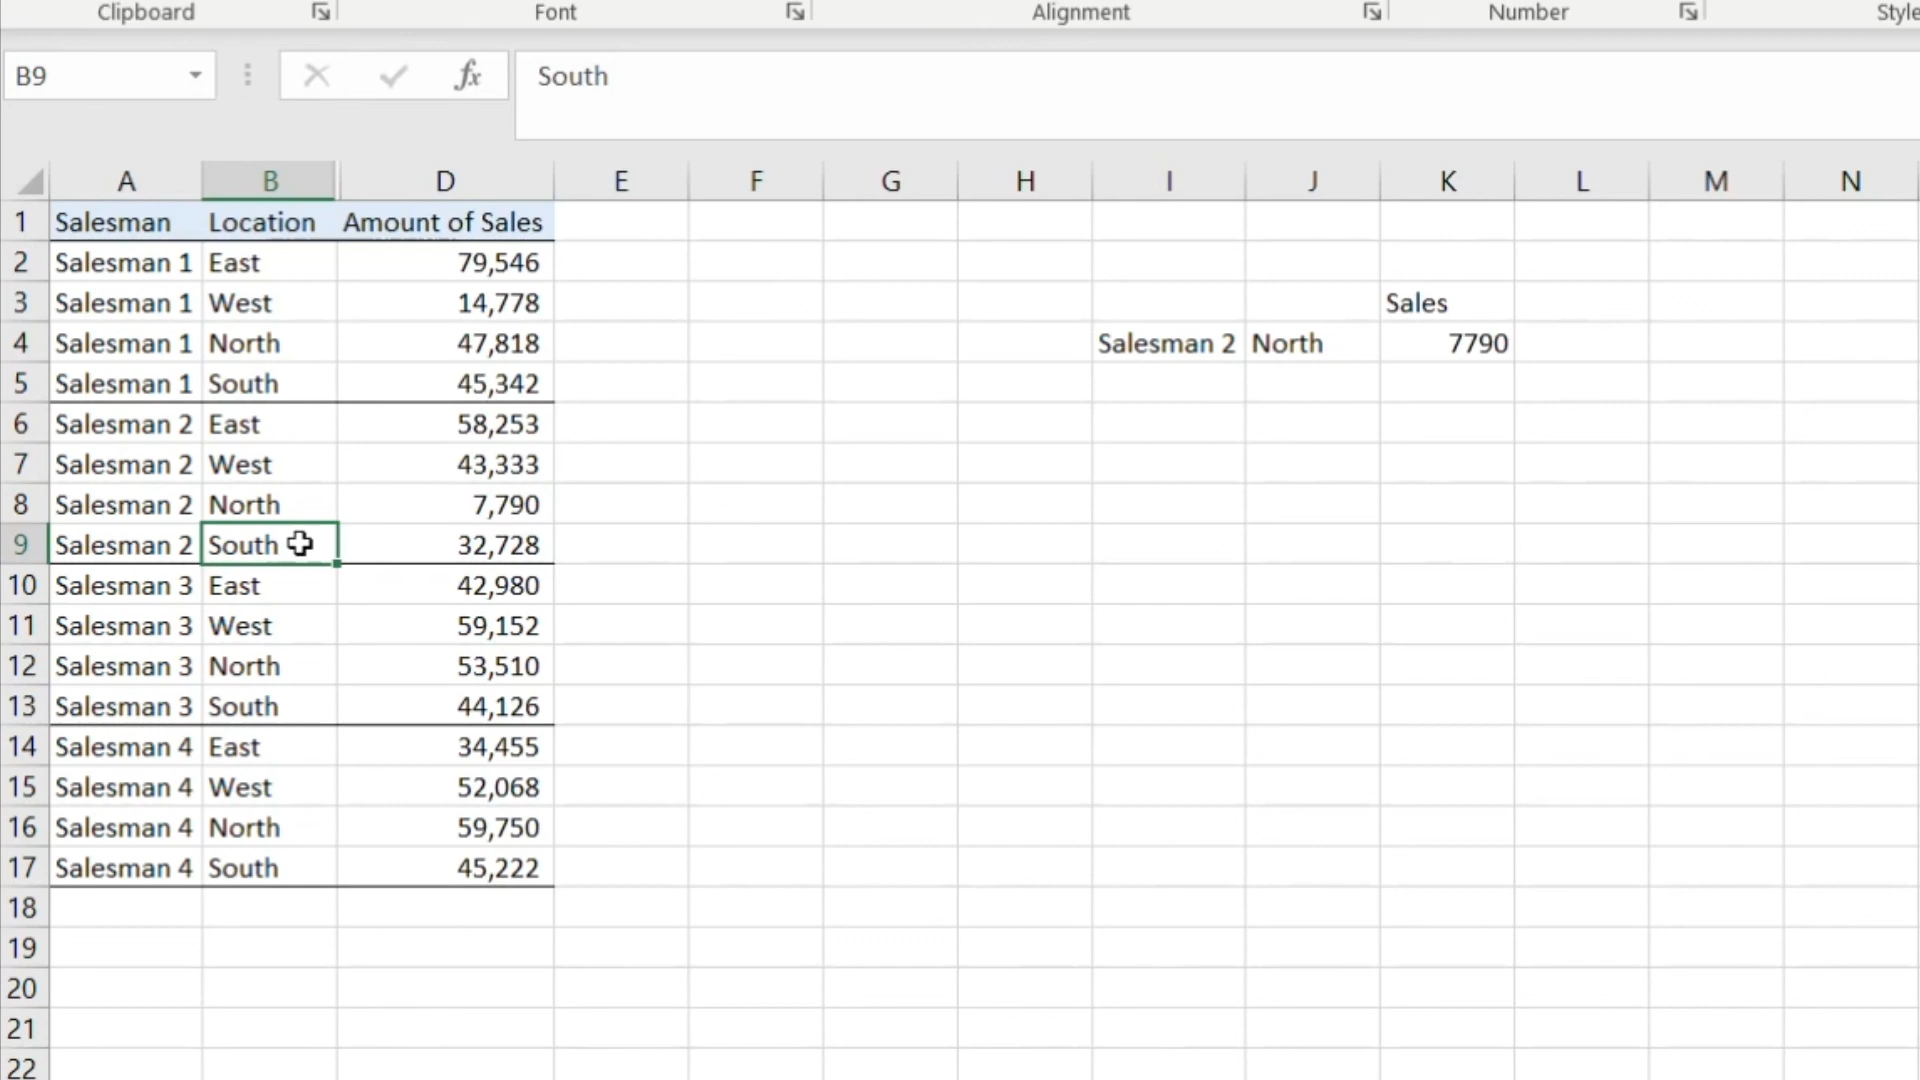 Clipboard Font Alignment Number Style
B9 fx South
A B D E F G H I J K L M N
1 Salesman Location Amount of Sales
2 Salesman 1 East 79,546
3 Salesman 1 West 14,778 Sales
4 Salesman 1 North 47,818 Salesman 2 North 7790
5 Salesman 1 South 45,342
6 Salesman 2 East 58,253
7 Salesman 2 West 43,333
8 Salesman 2 North 7,790
9 Salesman 2 South 32,728
10 Salesman 3 East 42,980
11 Salesman 3 West 59,152
12 Salesman 3 North 53,510
13 Salesman 3 South 44,126
14 Salesman 4 East 34,455
15 Salesman 4 West 52,068
16 Salesman 4 North 59,750
17 Salesman 4 South 45,222
18
19
20
21
22